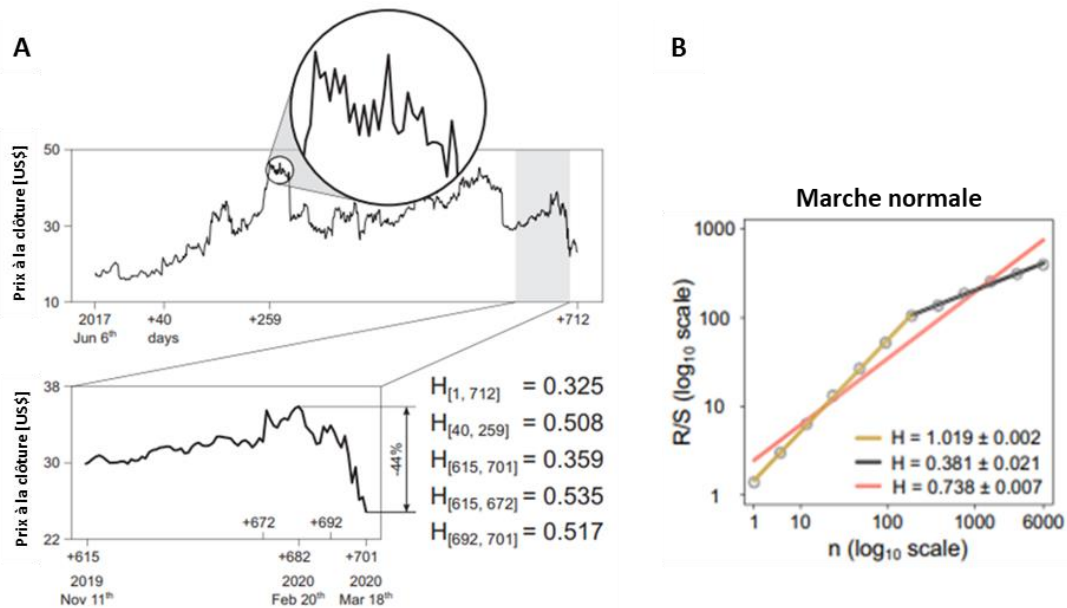 A
Prix à la clôture [US$]
50
30
10
2017
Jun 6th
+40
days
+259
+712
Prix à la clôture [US$]
38
30
22
+672
+692
-44%
+615
2019
Nov 11th
+682
2020
Feb 20th
+701
2020
Mar 18th
H[1, 712] = 0.325
H[40, 259] = 0.508
H[615, 701] = 0.359
H[615, 672] = 0.535
H[692, 701] = 0.517
B
Marche normale
R/S (log10 scale)
1000
100
10
1
H = 1.019 ± 0.002
H = 0.381 ± 0.021
H = 0.738 ± 0.007
1 10 100 1000 6000
n (log10 scale)